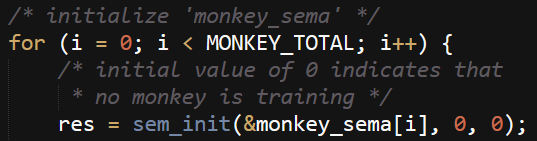 /* initialize 'monkey_sema' */
for (i = 0; i < MONKEY_TOTAL; i++) {
/* initial value of 0 indicates that
* no monkey is training */
res = sem_init(&monkey_sema[i], 0, 0);